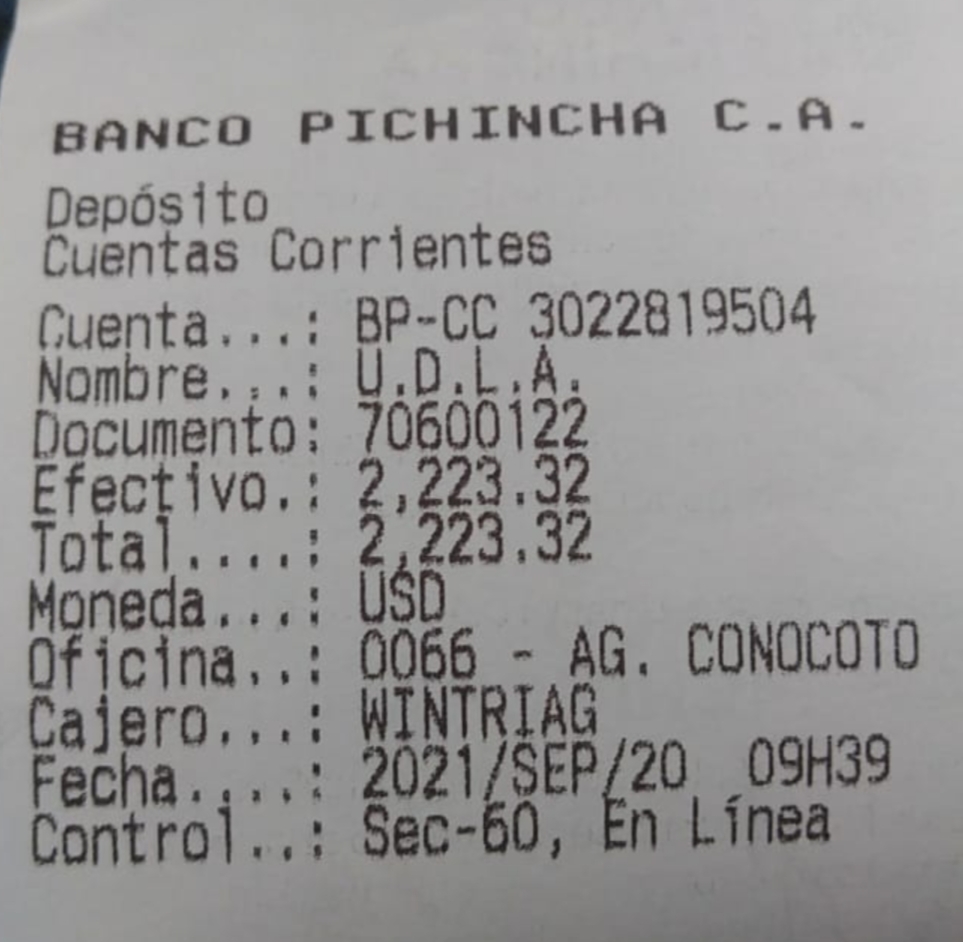 BANCO PICHINCHA C.A.
Depósito
Cuentas Corrientes
Cuenta...: BP-CC 3022819504
Nombre...: U.D.L.A.
Documento: 70600122
Efectivo.: 2,223.32
Total....: 2,223.32
Moneda...: USD
Oficina..: 0066 - AG. CONOCOTO
Cajero...: WINTRIAG
Fecha....: 2021/SEP/20 09H39
Control..: Sec-60, En Línea